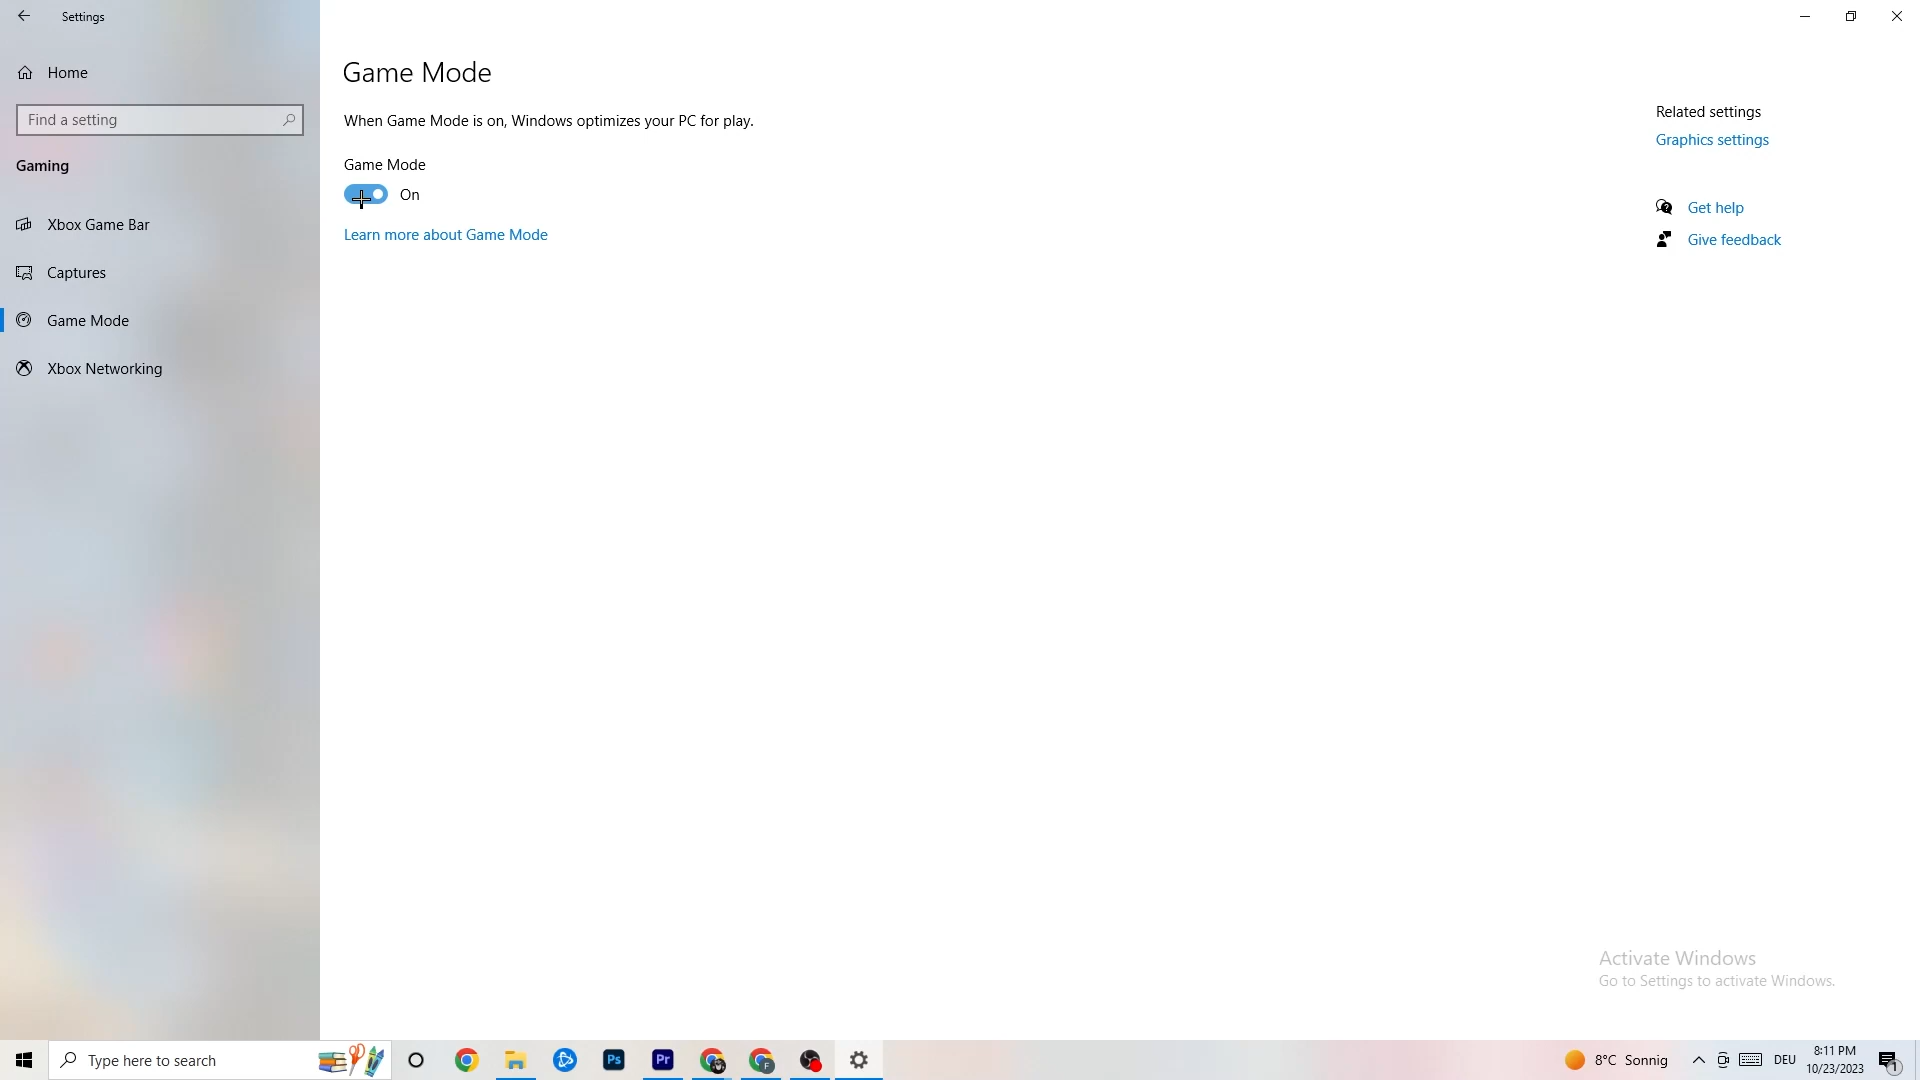 Settings
Home
Find a setting
Gaming
Xbox Game Bar
Captures
Game Mode
Xbox Networking
Game Mode
When Game Mode is on, Windows optimizes your PC for play.
Game Mode
On
Learn more about Game Mode
Related settings
Graphics settings
Get help
Give feedback
Activate Windows
Go to Settings to activate Windows.
Type here to search
Ps
Pr
F
8°C Sonnig
DEU
8:11 PM
10/23/2023
1